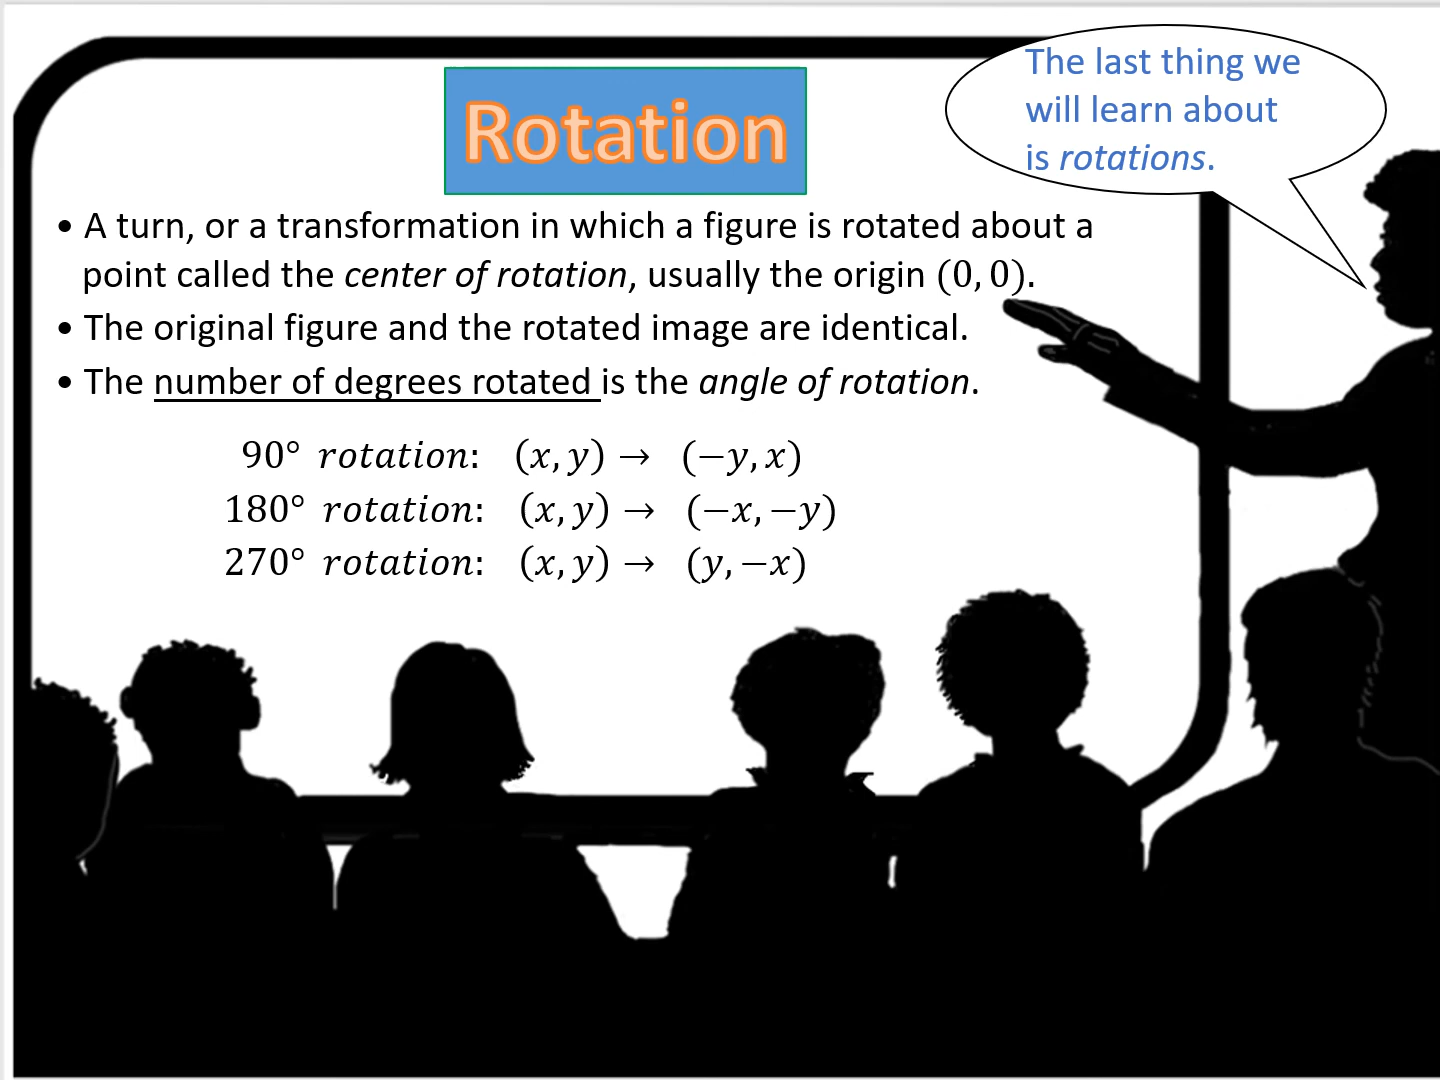 Rotation
The last thing we
will learn about
is rotations.
• A turn, or a transformation in which a figure is rotated about a
point called the center of rotation, usually the origin (0, 0).
• The original figure and the rotated image are identical.
• The number of degrees rotated is the angle of rotation.
90° rotation: (x, y) → (−y, x)
180° rotation: (x, y) → (−x, −y)
270° rotation: (x, y) → (y, −x)